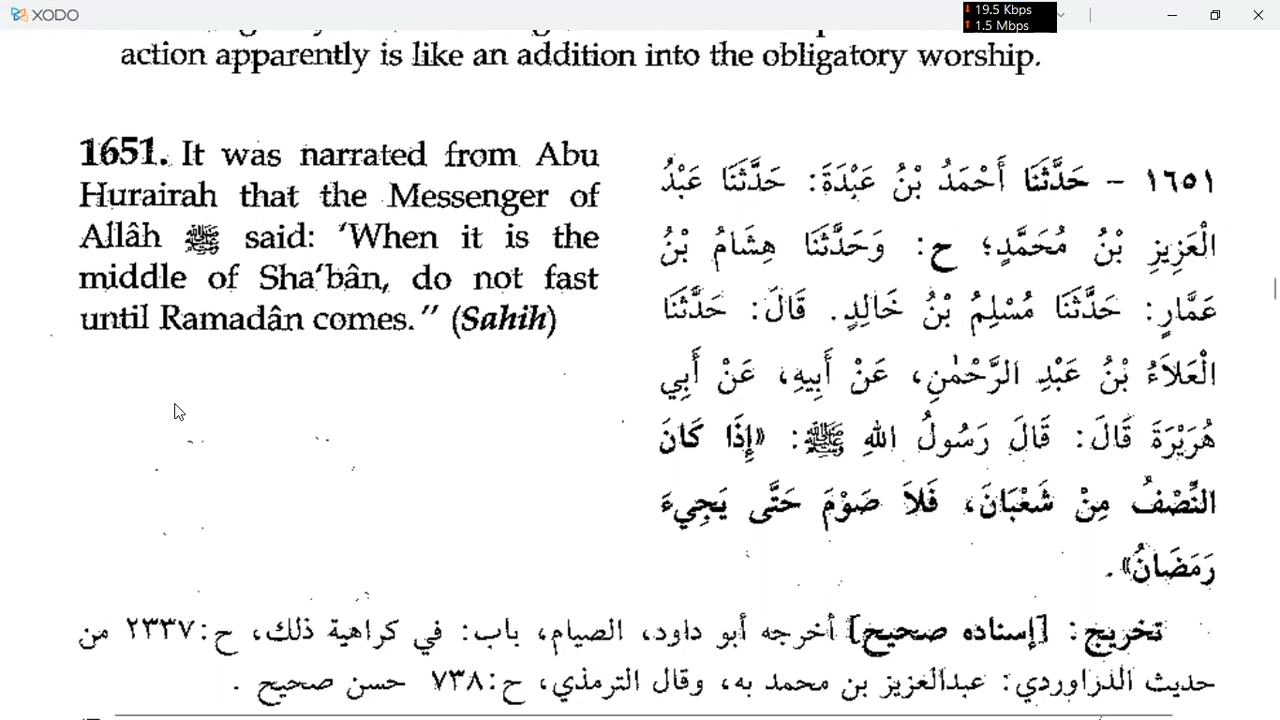 XODO
19.5 Kbps
1.5 Mbps
action apparently is like an addition into the obligatory worship.
1651. It was narrated from Abu
Hurairah that the Messenger of
Allâh ﷺ said: 'When it is the
middle of Sha'bân, do not fast
until Ramadân comes." (Sahih)
١٦٥١ - حَدَّثَنَا أَحْمَدُ بْنُ عَبْدَةَ: حَدَّثَنَا عَبْدُ
الْعَزِيزِ بْنُ مُحَمَّدٍ؛ ح: وَحَدَّثَنَا هِشَامُ بْنُ
عَمَّارٍ: حَدَّثَنَا مُسْلِمُ بْنُ خَالِدٍ. قَالَ: حَدَّثَنَا
الْعَلاَءُ بْنُ عَبْدِ الرَّحْمٰنِ، عَنْ أَبِيهِ، عَنْ أَبِي
هُرَيْرَةَ قَالَ: قَالَ رَسُولُ اللهِ ﷺ: «إِذَا كَانَ
النِّصْفُ مِنْ شَعْبَانَ، فَلاَ صَوْمَ حَتَّى يَجِيءَ
رَمَضَانُ».
تخريج: [إسناده صحيح] أخرجه أبو داود، الصيام، باب: في كراهية ذلك، ح:٢٣٣٧ من
حديث الدراوردي: عبدالعزيز بن محمد به، وقال الترمذي، ح:٧٣٨ حسن صحيح .